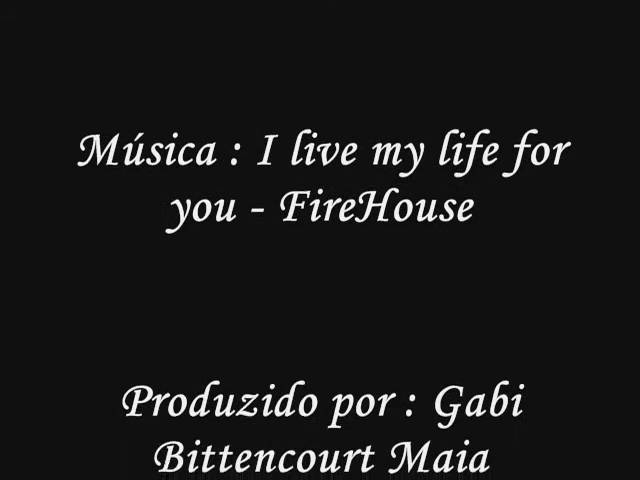 Música : I live my life for
you - FireHouse
Produzido por : Gabi
Bittencourt Maia